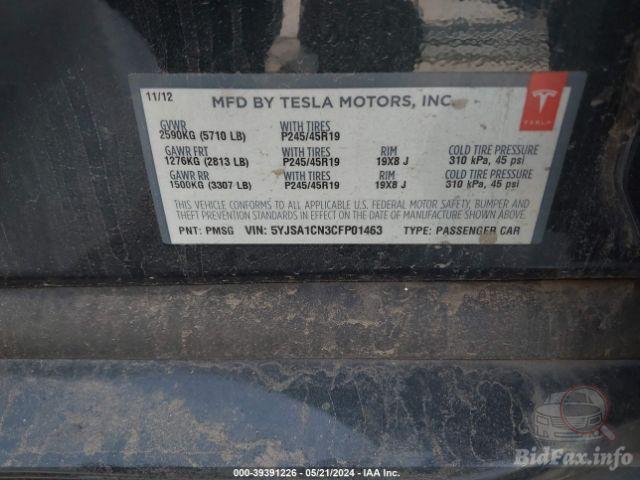 11/12 MFD BY TESLA MOTORS, INC.
TESLA
GVWR WITH TIRES
2590KG (5710 LB) P245/45R19
GAWR FRT WITH TIRES RIM COLD TIRE PRESSURE
1276KG (2813 LB) P245/45R19 19X8 J 310 kPa, 45 psi
GAWR RR WITH TIRES RIM COLD TIRE PRESSURE
1500KG (3307 LB) P245/45R19 19X8 J 310 kPa, 45 psi
THIS VEHICLE CONFORMS TO ALL APPLICABLE U.S. FEDERAL MOTOR SAFETY, BUMPER AND
THEFT PREVENTION STANDARDS IN EFFECT ON THE DATE OF MANUFACTURE SHOWN ABOVE.
PNT: PMSG VIN: 5YJSA1CN3CFP01463 TYPE: PASSENGER CAR
BidFax.info
000-39391226 - 05/21/2024 - IAA Inc.